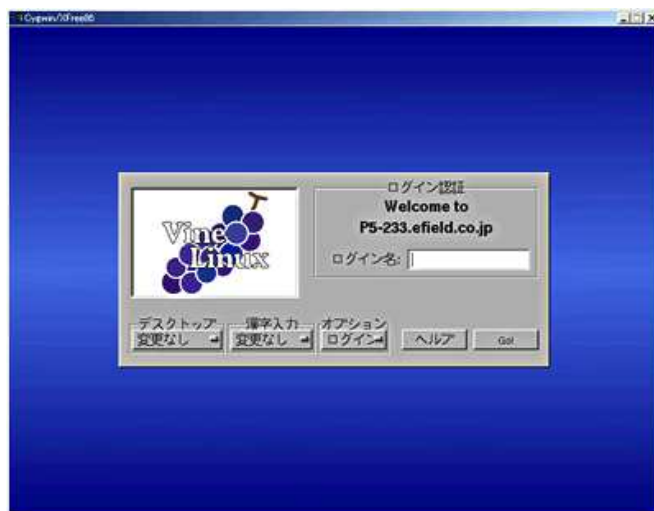 Cygwin/XFree86
Vine
Linux
ログイン認証
Welcome to
P5-233.efield.co.jp
ログイン名:
デスクトップ 漢字入力 オプション
変更なし 変更なし ログイン ヘルプ Go!